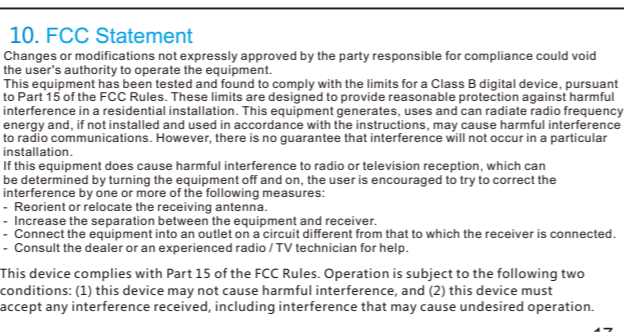 10. FCC Statement
Changes or modifications not expressly approved by the party responsible for compliance could void
the user's authority to operate the equipment.
This equipment has been tested and found to comply with the limits for a Class B digital device, pursuant
to Part 15 of the FCC Rules. These limits are designed to provide reasonable protection against harmful
interference in a residential installation. This equipment generates, uses and can radiate radio frequency
energy and, if not installed and used in accordance with the instructions, may cause harmful interference
to radio communications. However, there is no guarantee that interference will not occur in a particular
installation.
If this equipment does cause harmful interference to radio or television reception, which can
be determined by turning the equipment off and on, the user is encouraged to try to correct the
interference by one or more of the following measures:
- Reorient or relocate the receiving antenna.
- Increase the separation between the equipment and receiver.
- Connect the equipment into an outlet on a circuit different from that to which the receiver is connected.
- Consult the dealer or an experienced radio / TV technician for help.
This device complies with Part 15 of the FCC Rules. Operation is subject to the following two
conditions: (1) this device may not cause harmful interference, and (2) this device must
accept any interference received, including interference that may cause undesired operation.